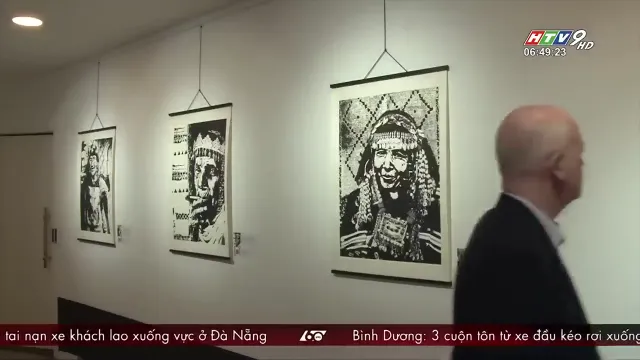 HTV9 HD
06:49:23
tai nạn xe khách lao xuống vực ở Đà Nẵng 60 Bình Dương: 3 cuộn tôn từ xe đầu kéo rơi xuống